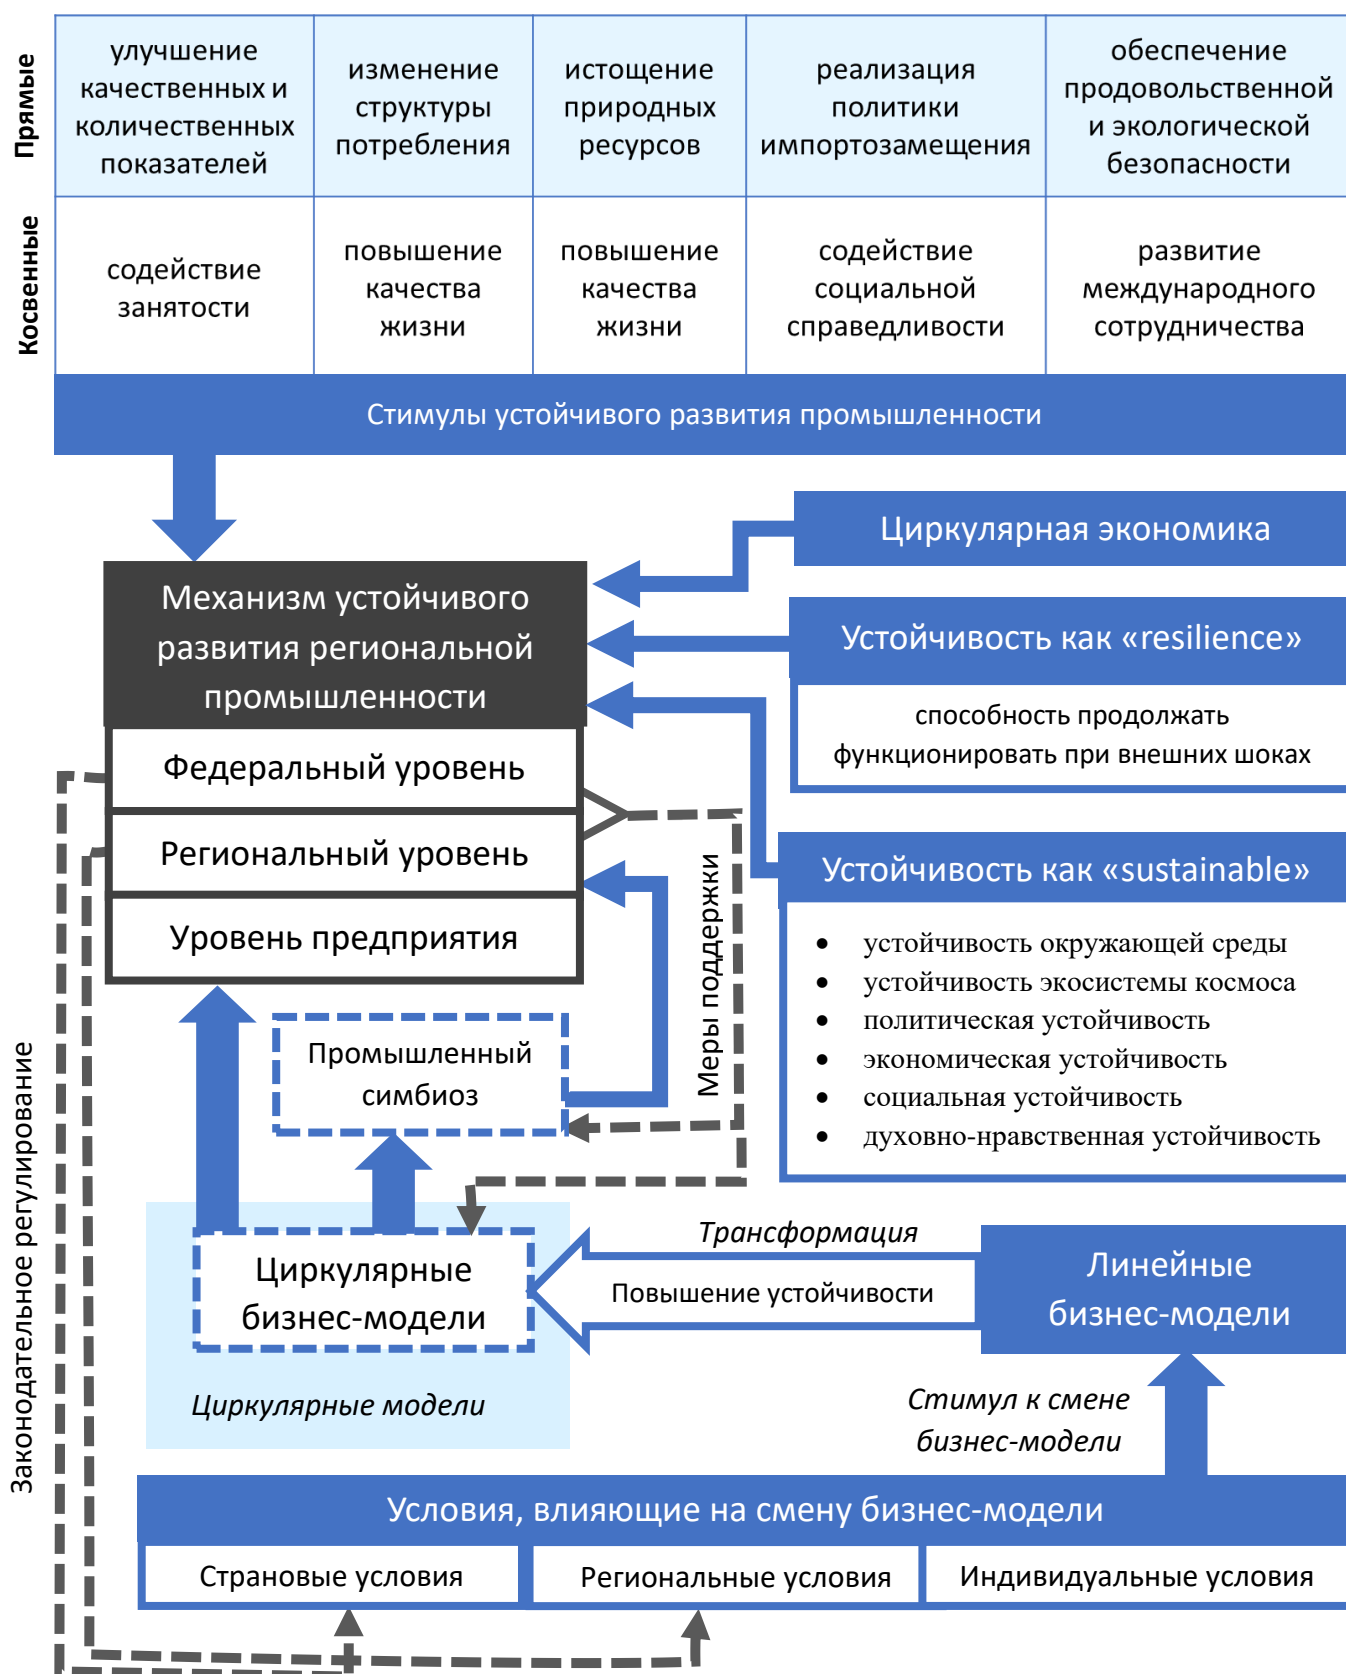 Прямые
улучшение
качественных и
количественных
показателей
изменение
структуры
потребления
истощение
природных
ресурсов
реализация
политики
импортозамещения
обеспечение
продовольственной
и экологической
безопасности
Косвенные
содействие
занятости
повышение
качества
жизни
повышение
качества
жизни
содействие
социальной
справедливости
развитие
международного
сотрудничества
Стимулы устойчивого развития промышленности
Циркулярная экономика
Механизм устойчивого
развития региональной
промышленности
Устойчивость как «resilience»
способность продолжать
функционировать при внешних шоках
Федеральный уровень
Региональный уровень
Уровень предприятия
Устойчивость как «sustainable»
• устойчивость окружающей среды
• устойчивость экосистемы космоса
• политическая устойчивость
• экономическая устойчивость
• социальная устойчивость
• духовно-нравственная устойчивость
Меры поддержки
Промышленный
симбиоз
Законодательное регулирование
Циркулярные
бизнес-модели
Циркулярные модели
Трансформация
Повышение устойчивости
Линейные
бизнес-модели
Стимул к смене
бизнес-модели
Условия, влияющие на смену бизнес-модели
Страновые условия
Региональные условия
Индивидуальные условия